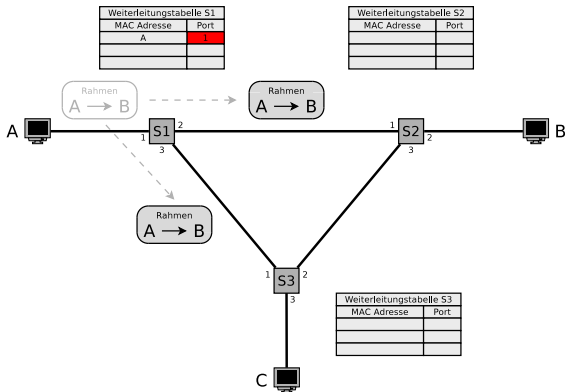 Weiterleitungstabelle S1
MAC Adresse Port
A 1
Weiterleitungstabelle S2
MAC Adresse Port
Rahmen
A → B
Rahmen
A → B
A
1
S1
2
3
1
S2
2
3
B
Rahmen
A → B
1
S3
2
3
Weiterleitungstabelle S3
MAC Adresse Port
C